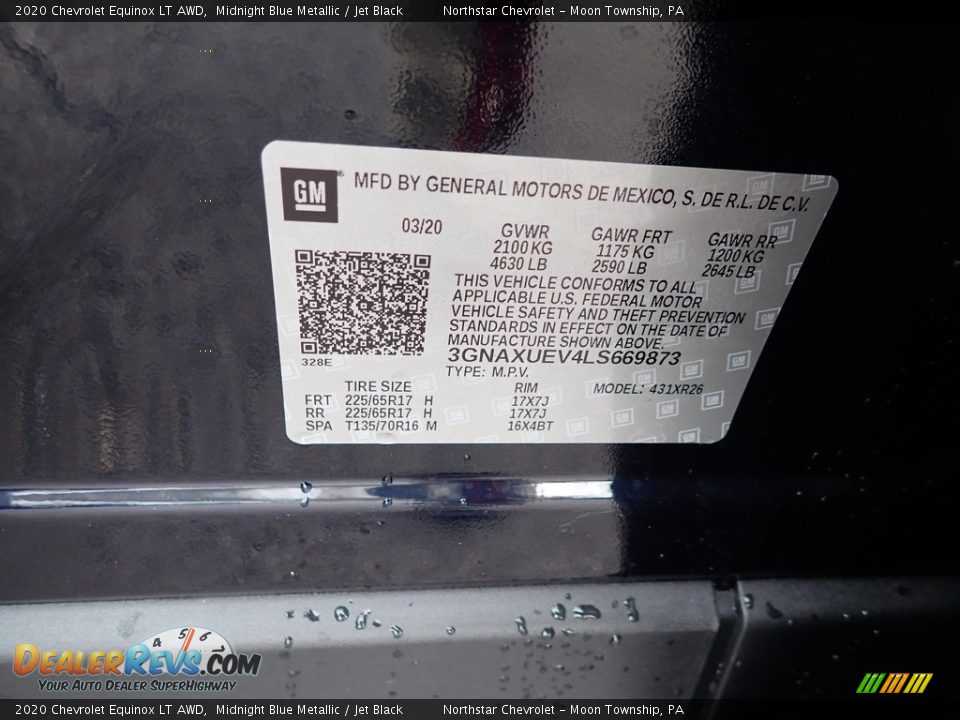 2020 Chevrolet Equinox LT AWD, Midnight Blue Metallic / Jet Black Northstar Chevrolet – Moon Township, PA
GM® MFD BY GENERAL MOTORS DE MEXICO, S. DE R.L. DE C.V.
03/20 GVWR GAWR FRT GAWR RR
2100 KG 1175 KG 1200 KG
4630 LB 2590 LB 2645 LB
THIS VEHICLE CONFORMS TO ALL
APPLICABLE U.S. FEDERAL MOTOR
VEHICLE SAFETY AND THEFT PREVENTION
STANDARDS IN EFFECT ON THE DATE OF
MANUFACTURE SHOWN ABOVE.
328E 3GNAXUEV4LS669873
TYPE: M.P.V.
TIRE SIZE RIM MODEL: 431XR26
FRT 225/65R17 H 17X7J
RR 225/65R17 H 17X7J
SPA T135/70R16 M 16X4BT
4 5 6 7
DEALERREVS.COM
YOUR AUTO DEALER SUPERHIGHWAY
2020 Chevrolet Equinox LT AWD, Midnight Blue Metallic / Jet Black Northstar Chevrolet – Moon Township, PA